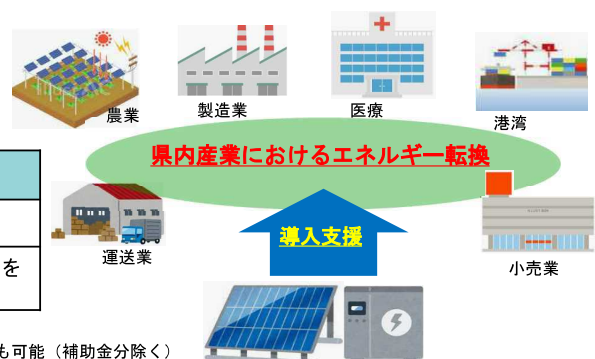 農業
製造業
医療
港湾
県内産業におけるエネルギー転換
運送業
導入支援
小売業
を
も可能（補助金分除く）